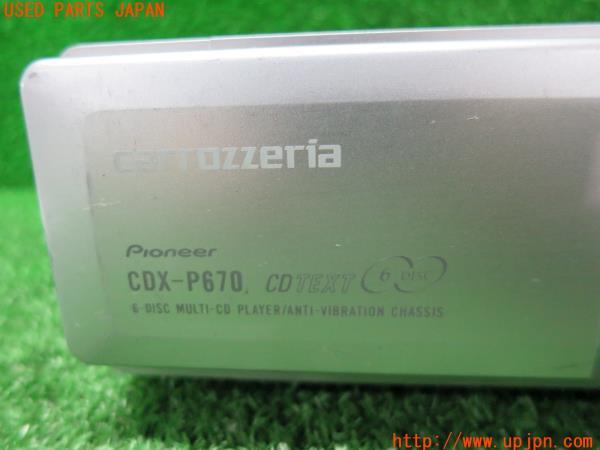 USED PARTS JAPAN
carrozzeria
Pioneer
CDX-P670 CD TEXT 6 DISC
6-DISC MULTI-CD PLAYER/ANTI-VIBRATION CHASSIS
http://www.upjpn.com